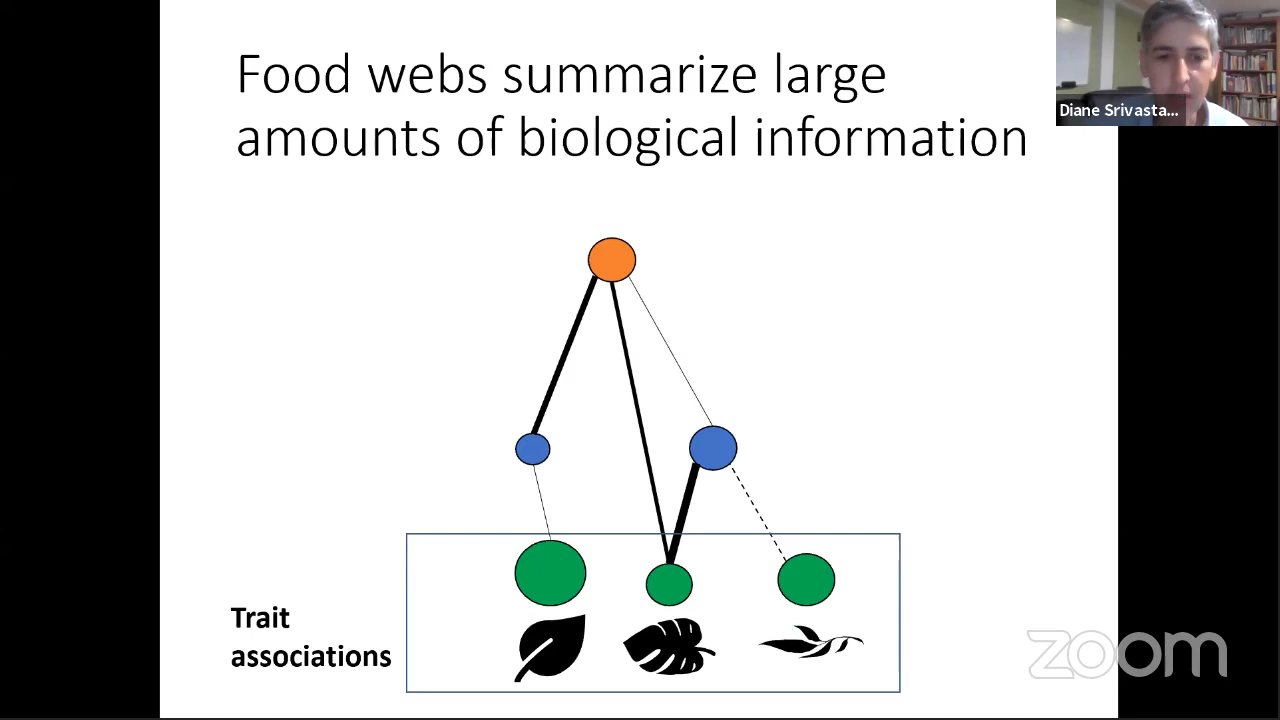 Food webs summarize large
amounts of biological information
Diane Srivasta...
Trait
associations
zoom